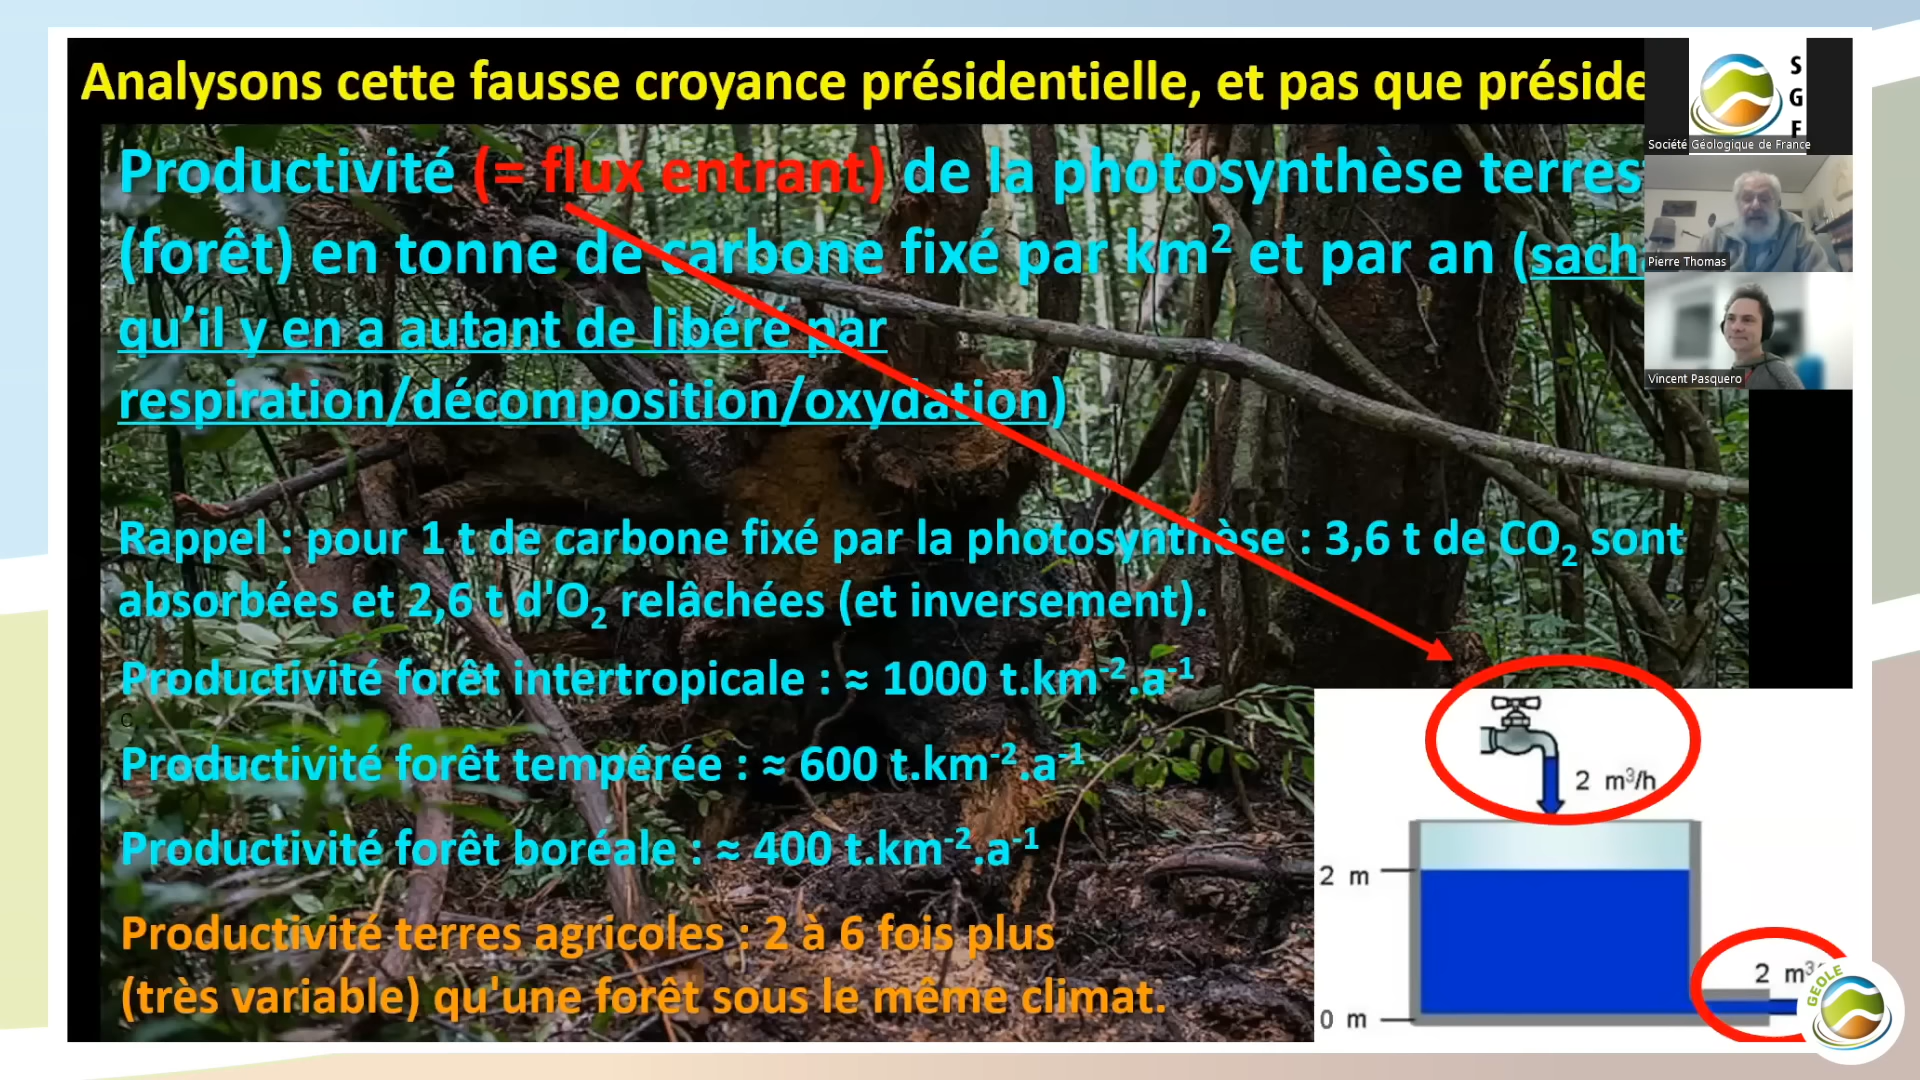 Analysons cette fausse croyance présidentielle, et pas que préside
Productivité (= flux entrant) de la photosynthèse terres
(forêt) en tonne de carbone fixé par km² et par an (sach
qu’il y en a autant de libéré par
respiration/décomposition/oxydation)
Rappel : pour 1 t de carbone fixé par la photosynthèse : 3,6 t de CO₂ sont
absorbées et 2,6 t d'O₂ relâchées (et inversement).
Productivité forêt intertropicale : ≈ 1000 t.km⁻².a⁻¹
Productivité forêt tempérée : ≈ 600 t.km⁻².a⁻¹
Productivité forêt boréale : ≈ 400 t.km⁻².a⁻¹
Productivité terres agricoles : 2 à 6 fois plus
(très variable) qu'une forêt sous le même climat.
2 m³/h
2 m
0 m
2 m³
S
G
F
Société Géologique de France
Pierre Thomas
Vincent Pasquero
GEOLE